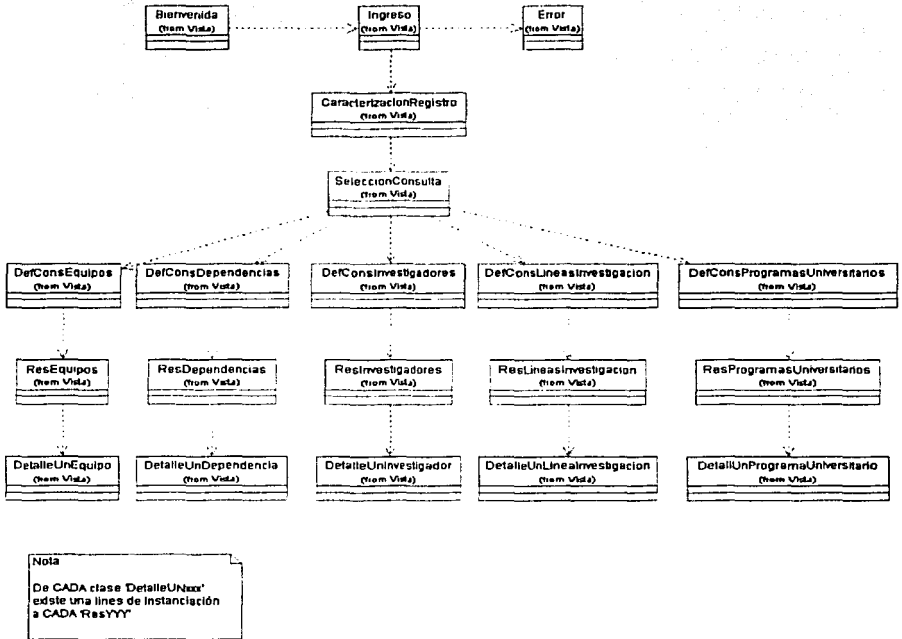 Bienvenida
(from Vista)
Ingreso
(from Vista)
Error
(from Vista)
CaracterizacionRegistro
(from Vista)
SeleccionConsulta
(from Vista)
DefConsEquipos
(from Vista)
DefConsDependencias
(from Vista)
DefConsInvestigadores
(from Vista)
DefConsLineasInvestigacion
(from Vista)
DefConsProgramasUniversitarios
(from Vista)
ResEquipos
(from Vista)
ResDependencias
(from Vista)
ResInvestigadores
(from Vista)
ResLineasInvestigacion
(from Vista)
ResProgramasUniversitarios
(from Vista)
DetalleUnEquipo
(from Vista)
DetalleUnDependencia
(from Vista)
DetalleUnInvestigador
(from Vista)
DetalleUnLineaInvestigacion
(from Vista)
DetallUnProgramaUniversitario
(from Vista)
Nota
De CADA clase 'DetalleUNxxx'
existe una lines de instanciación
a CADA 'ResYYY'